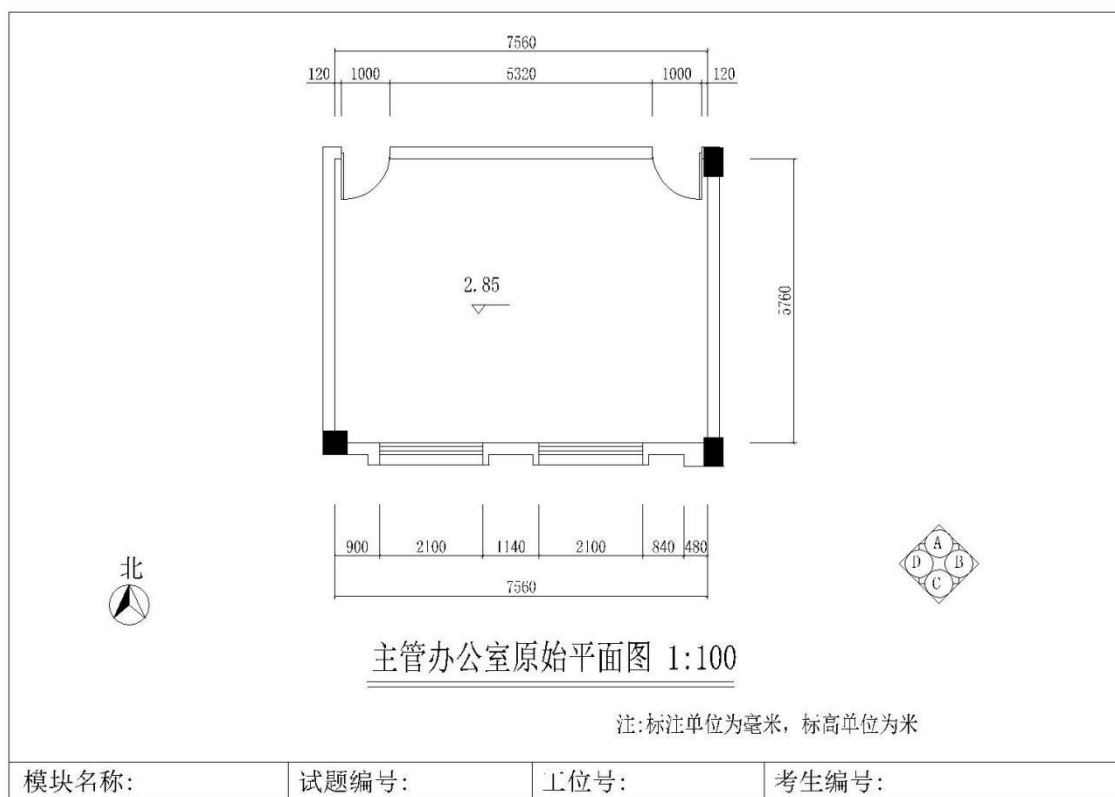 7560
120 1000 5320 1000 120
2.85
5760
900 2100 1140 2100 840 480
7560
北
A
D B
C
主管办公室原始平面图 1:100
注:标注单位为毫米，标高单位为米
模块名称: 试题编号: 工位号: 考生编号: